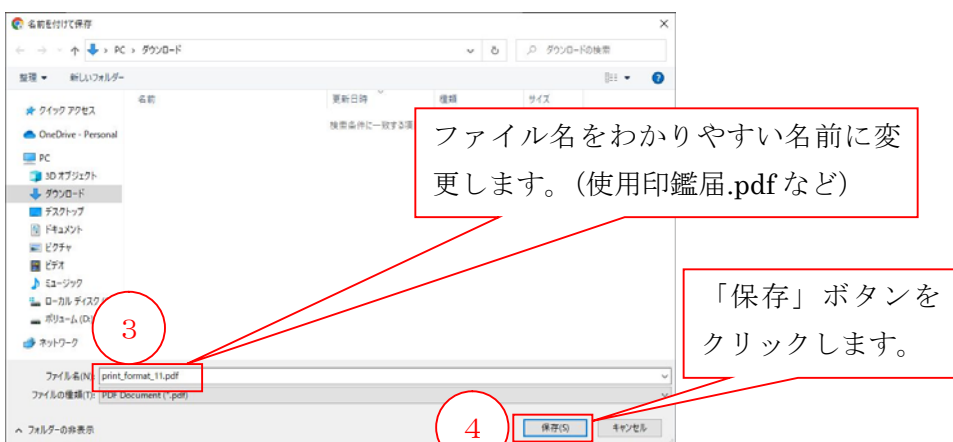 名前を付けて保存
PC › ダウンロード
ダウンロードの検索
整理
新しいフォルダー
名前 更新日時 種類 サイズ
検索条件に一致する項
クイック アクセス
OneDrive - Personal
PC
3D オブジェクト
ダウンロード
デスクトップ
ドキュメント
ピクチャ
ビデオ
ミュージック
ローカル ディスク
ボリューム (D:)
ネットワーク
ファイル名をわかりやすい名前に変
更します。（使用印鑑届.pdf など）
「保存」ボタンを
クリックします。
3
ファイル名(N): print_format_11.pdf
ファイルの種類(T): PDF Document (*.pdf)
4
フォルダーの非表示
保存(S)
キャンセル